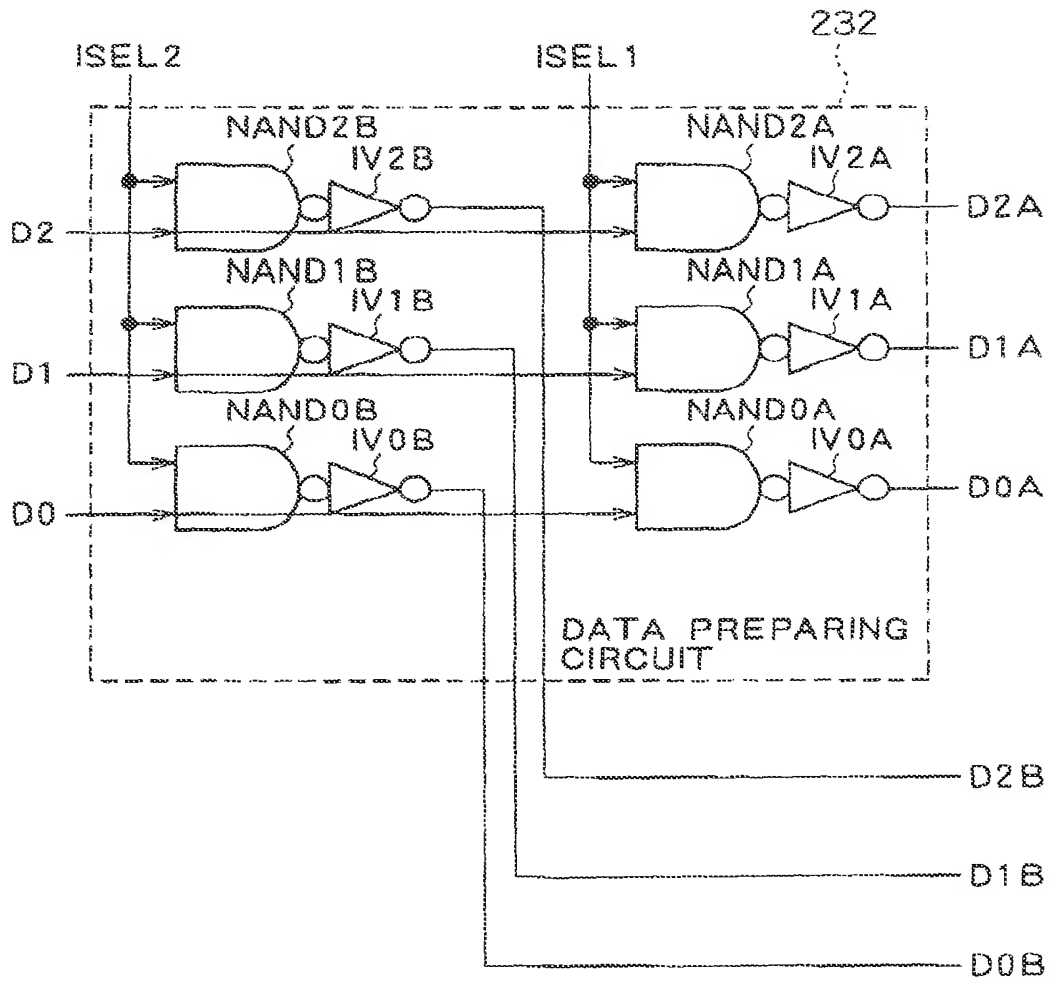 232
ISEL2
ISEL1
NAND2B
IV2B
NAND2A
IV2A
D2
D2A
NAND1B
IV1B
NAND1A
IV1A
D1
D1A
NAND0B
IV0B
NAND0A
IV0A
D0
D0A
DATA PREPARING
CIRCUIT
D2B
D1B
D0B